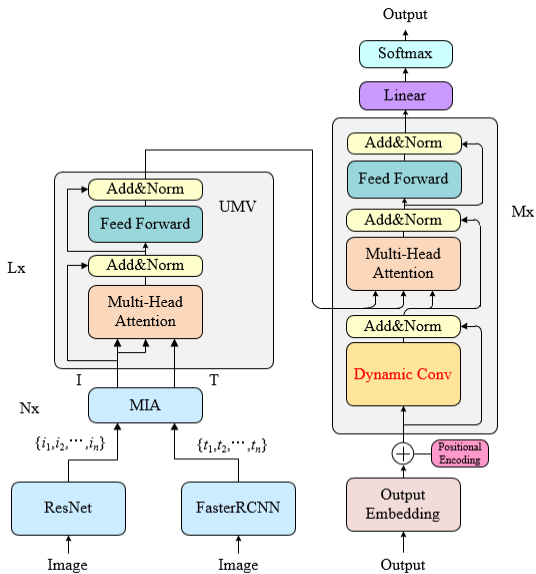 Output
Softmax
Linear
Add&Norm
Feed Forward
Add&Norm
Multi-Head
Attention
Add&Norm
Dynamic Conv
Mx
Positional
Encoding
Output
Embedding
Output
Add&Norm
UMV
Feed Forward
Add&Norm
Lx
Multi-Head
Attention
I
T
Nx
MIA
{i₁,i₂,⋯,iₙ}
{t₁,t₂,⋯,tₙ}
ResNet
FasterRCNN
Image
Image